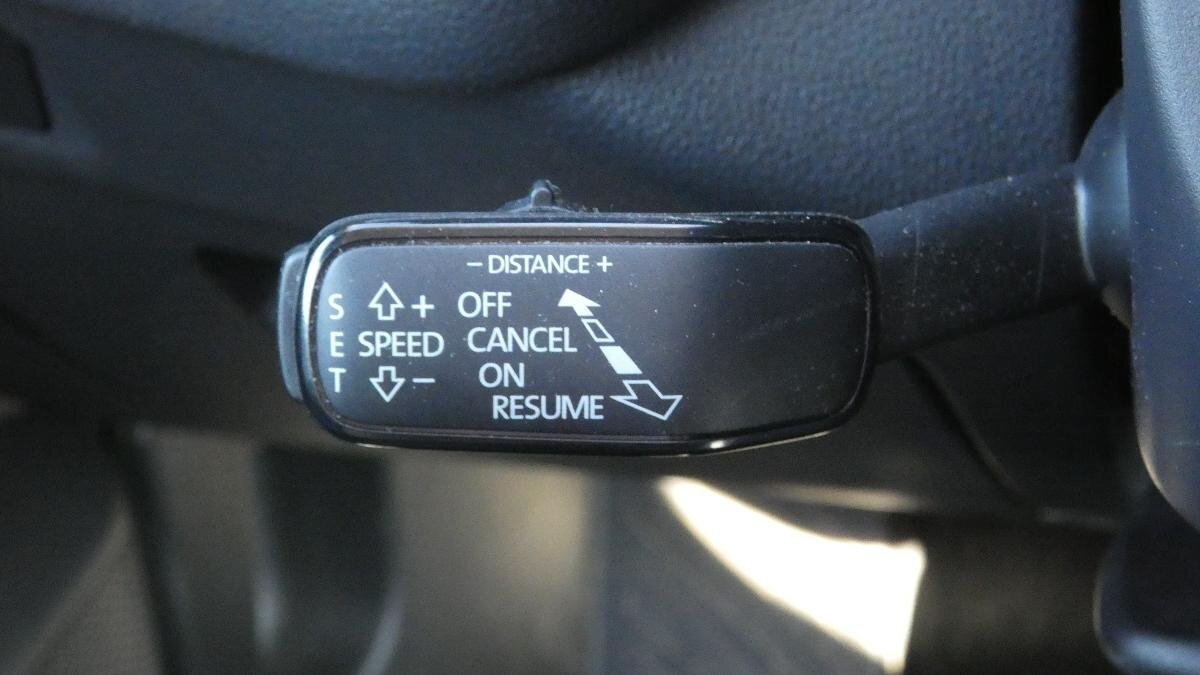 − DISTANCE +
S + OFF
E SPEED CANCEL
T − ON
RESUME